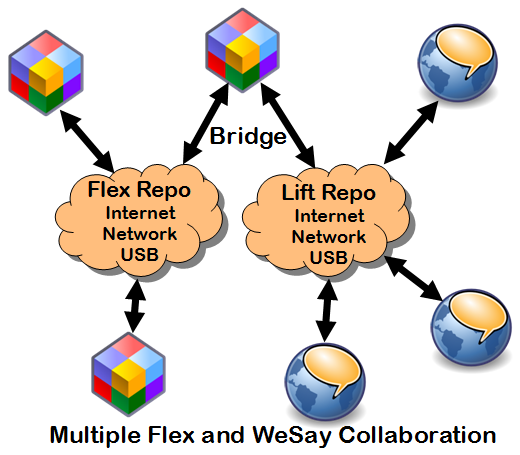 Bridge
Flex Repo
Internet
Network
USB
Lift Repo
Internet
Network
USB
Multiple Flex and WeSay Collaboration